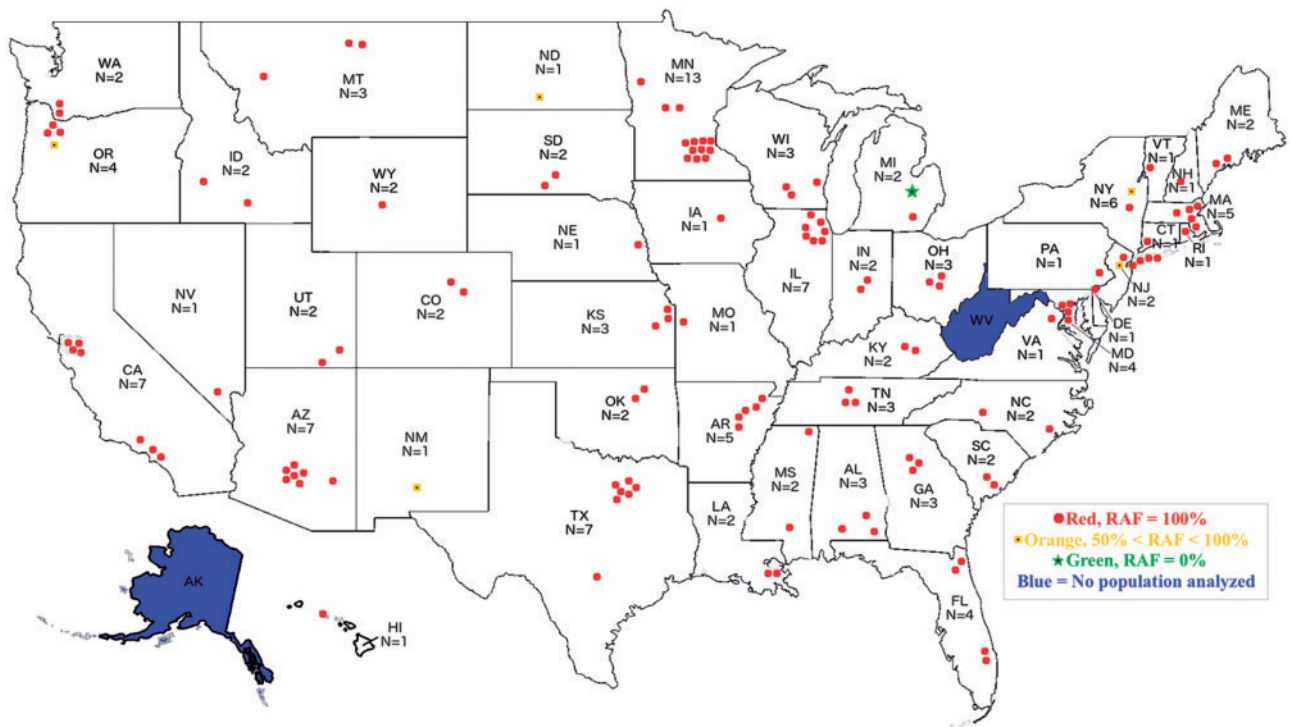 WA
N=2
MT
N=3
ND
N=1
MN
N=13
ME
N=2
OR
N=4
ID
N=2
WY
N=2
SD
N=2
WI
N=3
MI
N=2
VT
N=1
NH
N=1
NY
N=6
MA
N=5
CT
N=1
RI
N=1
NV
N=1
UT
N=2
CO
N=2
NE
N=1
IA
N=1
IL
N=7
IN
N=2
OH
N=3
PA
N=1
NJ
N=2
DE
N=1
MD
N=4
CA
N=7
KS
N=3
MO
N=1
KY
N=2
WV
VA
N=1
AZ
N=7
NM
N=1
OK
N=2
AR
N=5
TN
N=3
NC
N=2
SC
N=2
TX
N=7
LA
N=2
MS
N=2
AL
N=3
GA
N=3
FL
N=4
AK
HI
N=1
Red, RAF = 100%
Orange, 50% < RAF < 100%
Green, RAF = 0%
Blue = No population analyzed